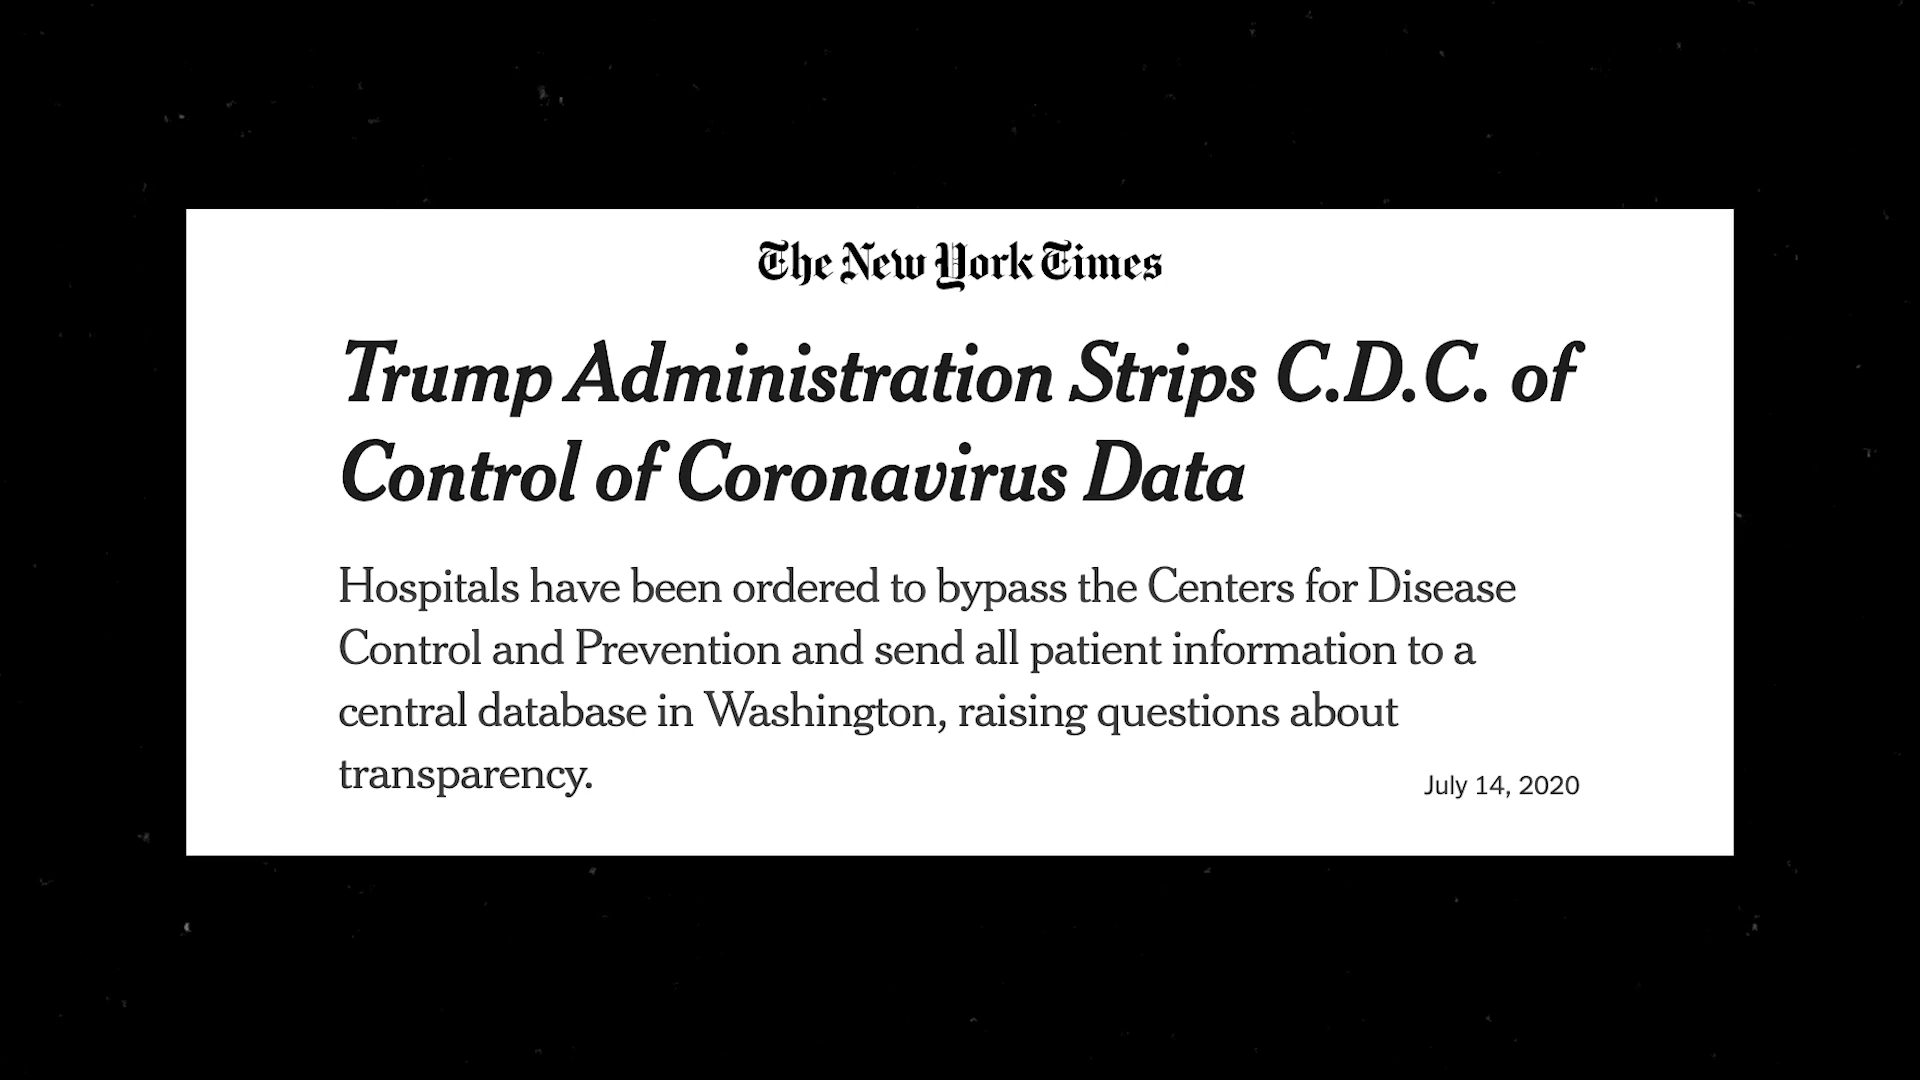 The New York Times
Trump Administration Strips C.D.C. of
Control of Coronavirus Data
Hospitals have been ordered to bypass the Centers for Disease
Control and Prevention and send all patient information to a
central database in Washington, raising questions about
transparency.
July 14, 2020